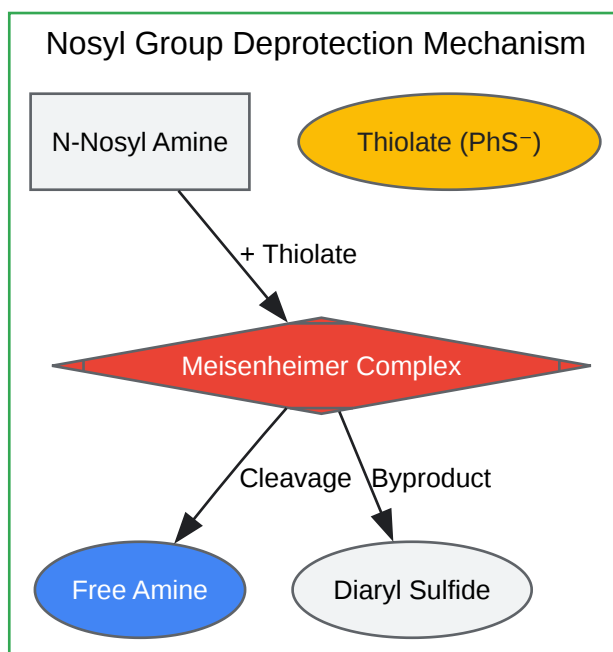 Nosyl Group Deprotection Mechanism
N-Nosyl Amine
Thiolate (PhS⁻)
+ Thiolate
Meisenheimer Complex
Cleavage
Byproduct
Free Amine
Diaryl Sulfide